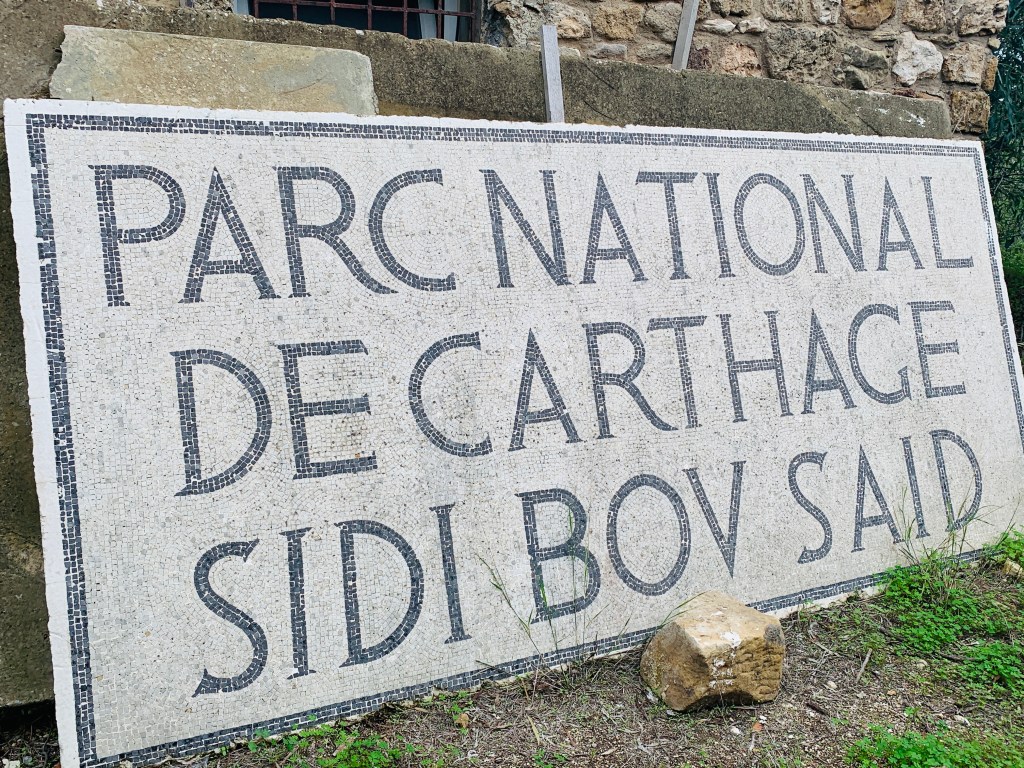 PARC NATIONAL
DE CARTHAGE
SIDI BOV SAID